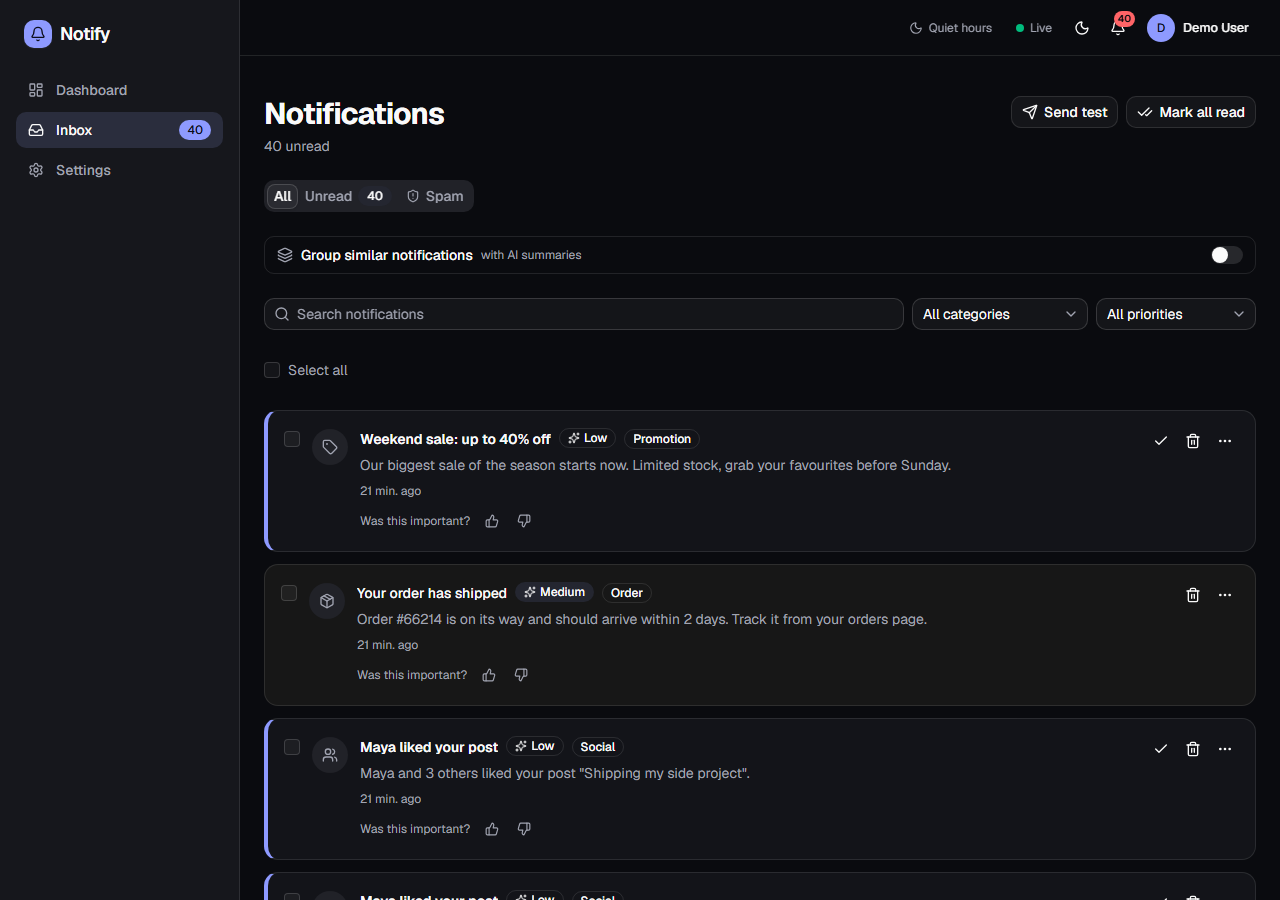 Notify
Quiet hours
Live
40
D
Demo User
Dashboard
Inbox
40
Settings
Notifications
40 unread
Send test
Mark all read
All
Unread
40
Spam
Group similar notifications with AI summaries
Search notifications
All categories
All priorities
Select all
Weekend sale: up to 40% off
Low
Promotion
Our biggest sale of the season starts now. Limited stock, grab your favourites before Sunday.
21 min. ago
Was this important?
Your order has shipped
Medium
Order
Order #66214 is on its way and should arrive within 2 days. Track it from your orders page.
21 min. ago
Was this important?
Maya liked your post
Low
Social
Maya and 3 others liked your post "Shipping my side project".
21 min. ago
Was this important?
Maya liked your post
Low
Social